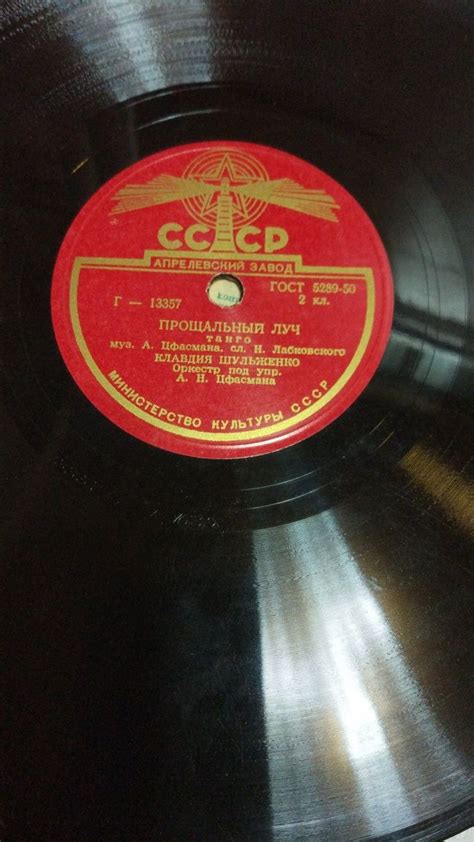 СССР
АПРЕЛЕВСКИЙ ЗАВОД
Г — 13357
ГОСТ 5289-50
2 кл.
ПРОЩАЛЬНЫЙ ЛУЧ
танго
муз. А. Цфасмана, сл. Н. Лабковского
КЛАВДИЯ ШУЛЬЖЕНКО
Оркестр под упр.
А. Н. Цфасмана
МИНИСТЕРСТВО КУЛЬТУРЫ СССР